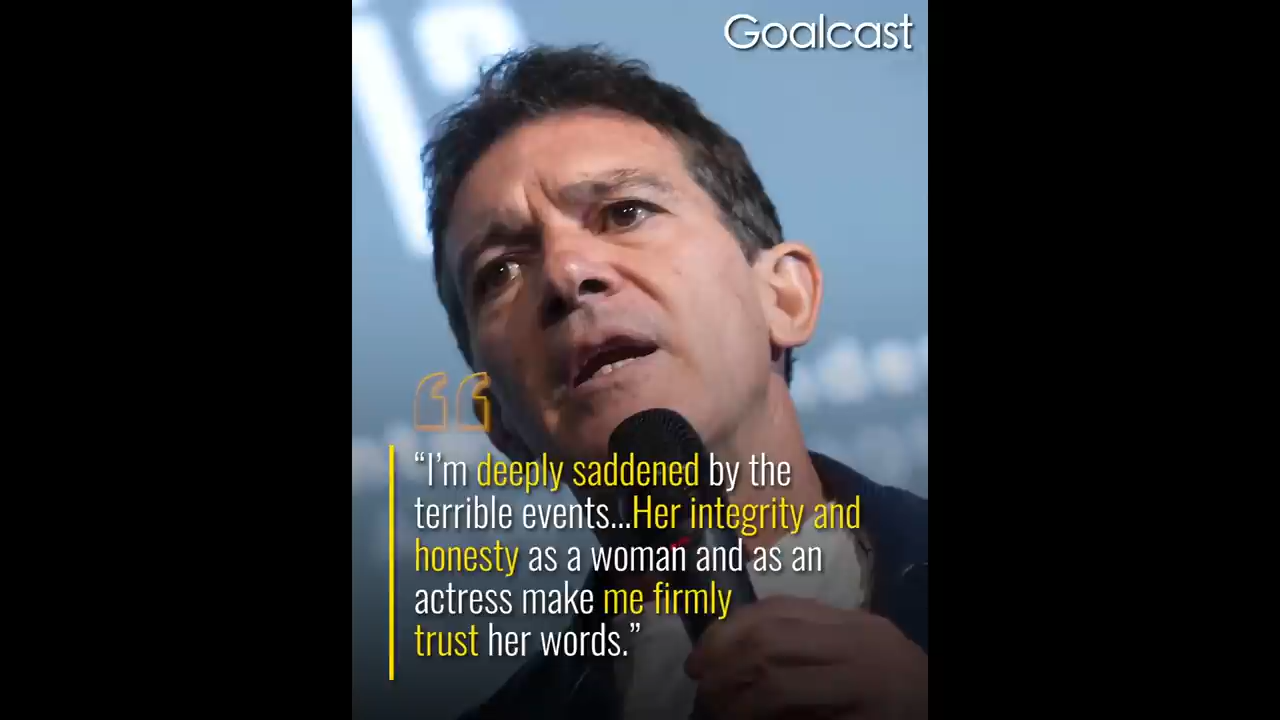 Goalcast
“I’m deeply saddened by the
terrible events...Her integrity and
honesty as a woman and as an
actress make me firmly
trust her words.”